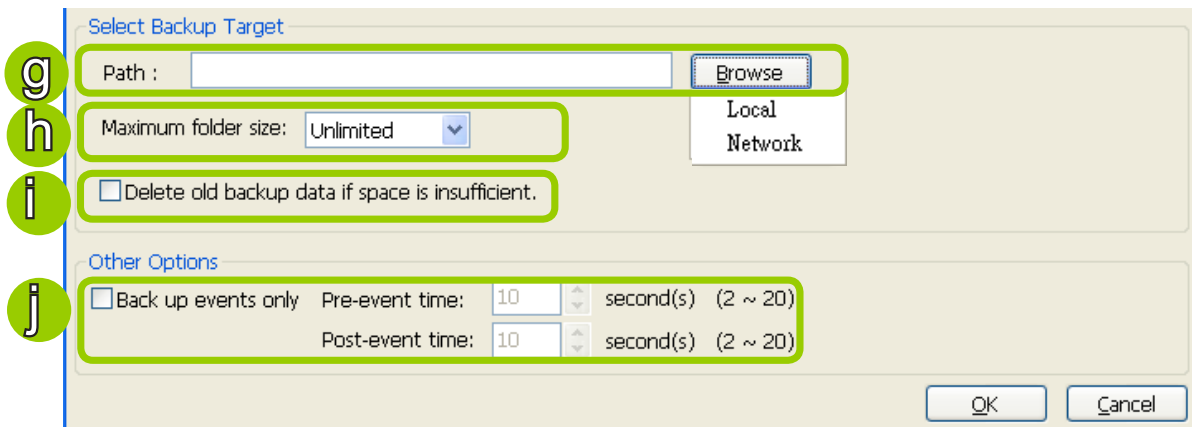 Select Backup Target
g
Path :
Browse
Local
Network
h
Maximum folder size: Unlimited
i
Delete old backup data if space is insufficient.
Other Options
j
Back up events only Pre-event time: 10 second(s) (2 ~ 20)
Post-event time: 10 second(s) (2 ~ 20)
OK Cancel